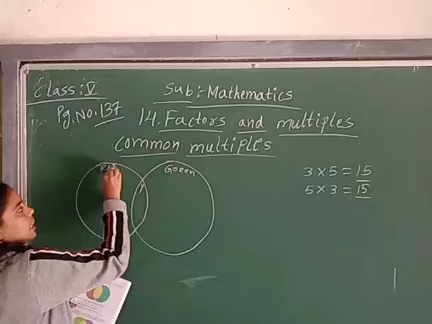 Class:- V
Sub:- Mathematics
Pg. No. 137
14. Factors and multiples
common multiples
Green
3 × 5 = 15
5 × 3 = 15